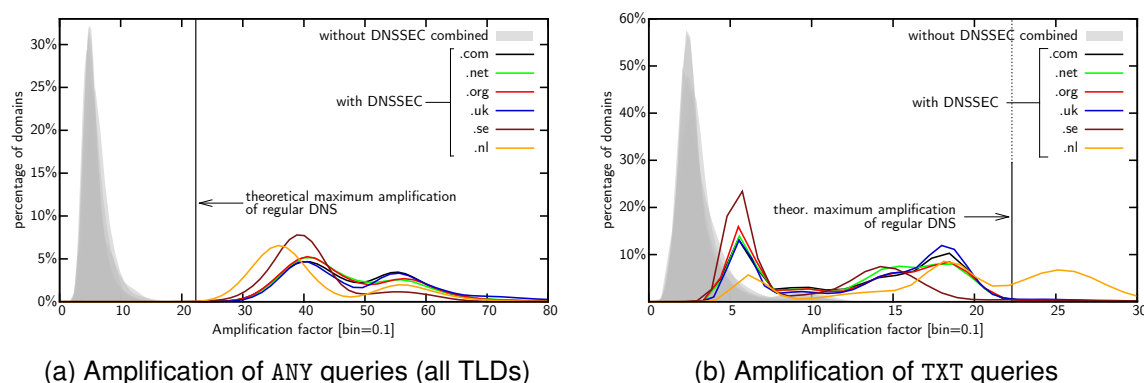 30%
25%
20%
15%
10%
5%
0%
percentage of domains
without DNSSEC combined
.com
.net
.org
with DNSSEC
.uk
.se
.nl
theoretical maximum amplification
of regular DNS
0 10 20 30 40 50 60 70 80
Amplification factor [bin=0.1]
(a) Amplification of ANY queries (all TLDs)
60%
50%
40%
30%
20%
10%
0%
percentage of domains
without DNSSEC combined
.com
.net
.org
with DNSSEC
.uk
.se
.nl
theor. maximum amplification
of regular DNS
0 5 10 15 20 25 30
Amplification factor [bin=0.1]
(b) Amplification of TXT queries